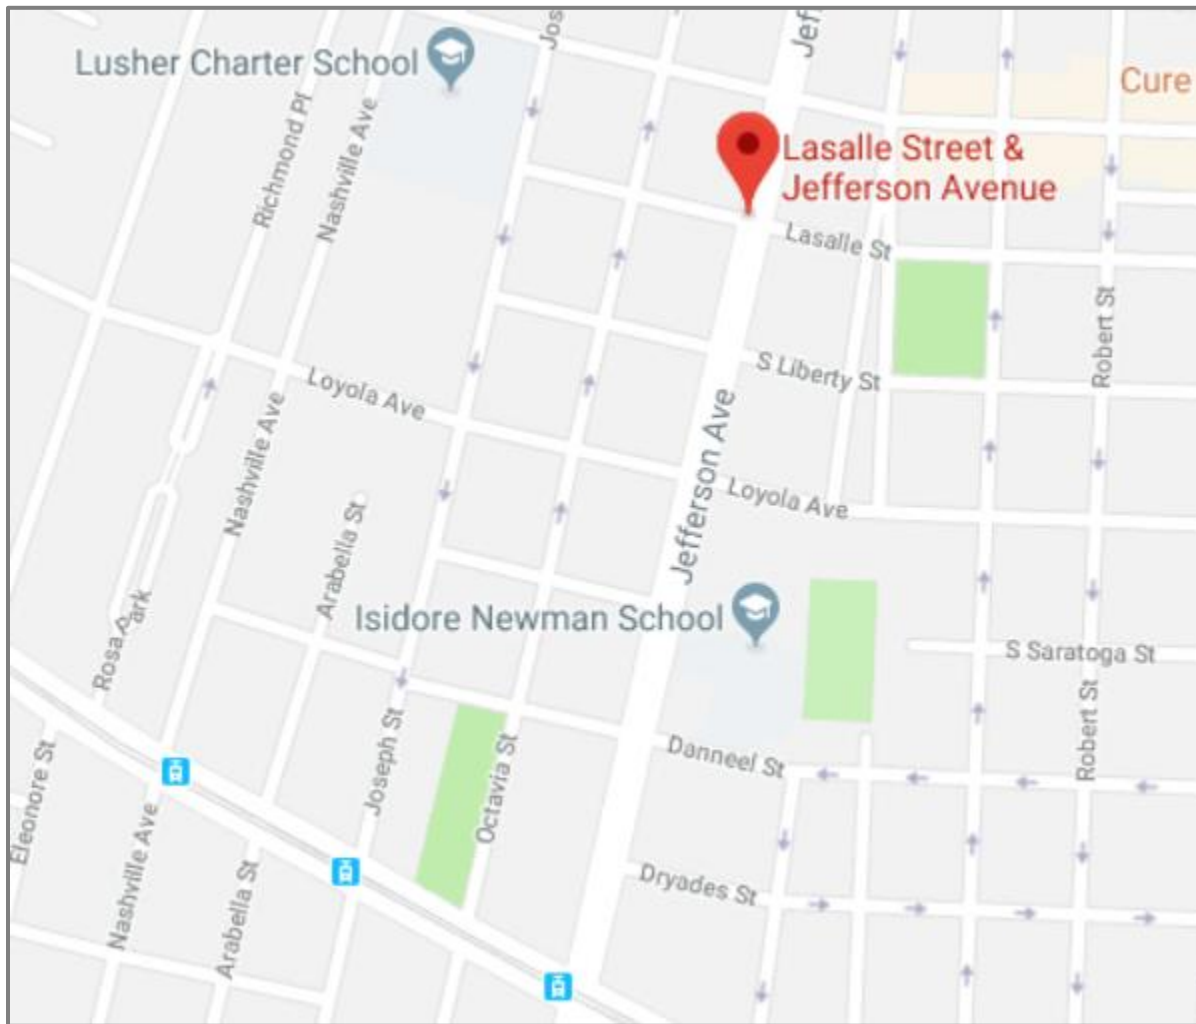 Jos
Jef
Lusher Charter School
Cure
Richmond Pl
Nashville Ave
Lasalle Street &
Jefferson Avenue
Lasalle St
Robert St
S Liberty St
Loyola Ave
Nashville Ave
Jefferson Ave
Loyola Ave
Arabella St
Isidore Newman School
Rosa Park
S Saratoga St
Robert St
Joseph St
Octavia St
Danneel St
Eleonore St
Nashville Ave
Arabella St
Dryades St